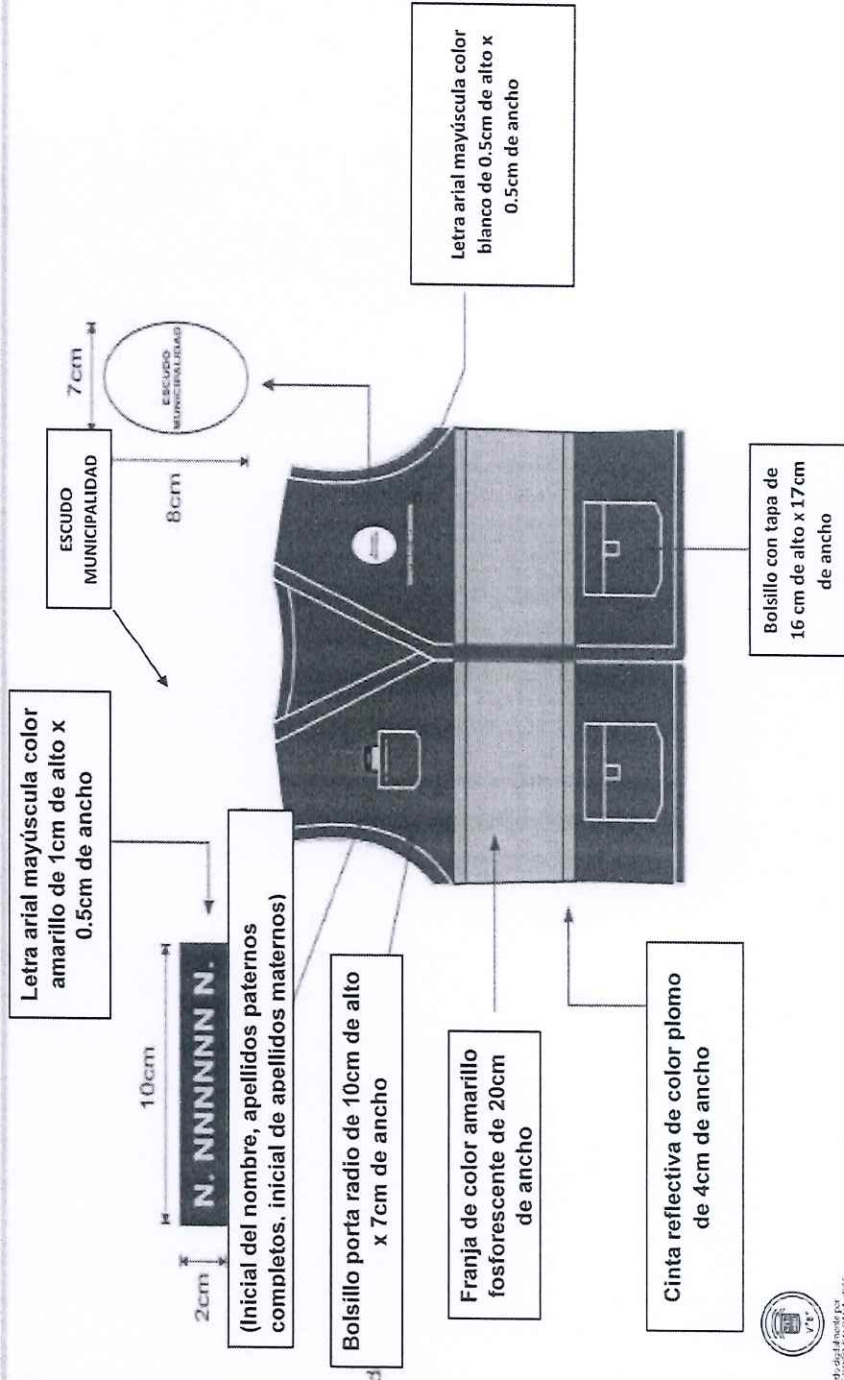 Letra arial mayúscula color
amarillo de 1cm de alto x
0.5cm de ancho
ESCUDO
MUNICIPALIDAD
7cm
8cm
ESCUDO
MUNICIPALIDAD
10cm
2cm
N. NNNNNN N.
(Inicial del nombre, apellidos paternos
completos. inicial de apellidos maternos)
Bolsillo porta radio de 10cm de alto
x 7cm de ancho
Franja de color amarillo
fosforescente de 20cm
de ancho
Cinta reflectiva de color plomo
de 4cm de ancho
Letra arial mayúscula color
blanco de 0.5cm de alto x
0.5cm de ancho
Bolsillo con tapa de
16 cm de alto x 17cm
de ancho
V°B°